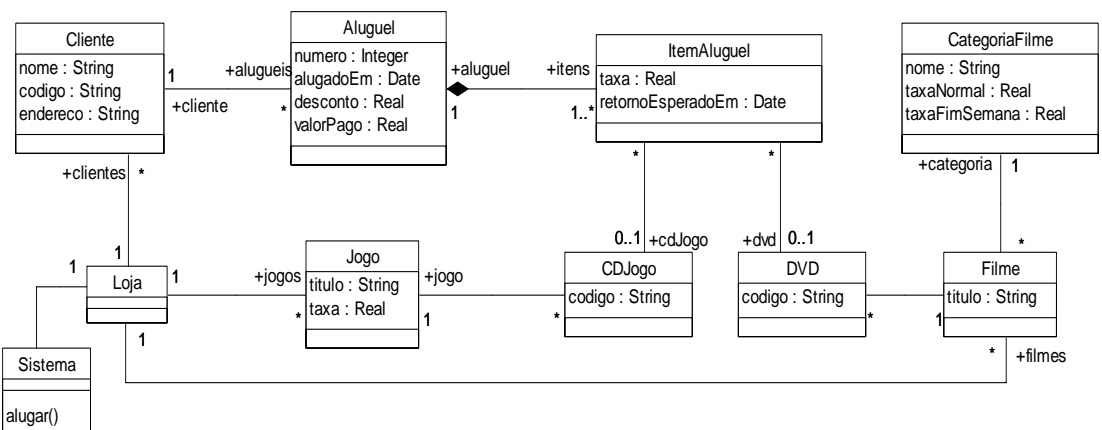 Cliente
nome : String
codigo : String
endereco : String
1
+alugueis
+cliente
*
Aluguel
numero : Integer
alugadoEm : Date
desconto : Real
valorPago : Real
+aluguel
1
+itens
1..*
ItemAluguel
taxa : Real
retornoEsperadoEm : Date
CategoriaFilme
nome : String
taxaNormal : Real
taxaFimSemana : Real
+clientes
*
1
*
0..1
+cdJogo
*
+dvd
0..1
+categoria
1
*
1
Loja
1
1
+jogos
*
Jogo
titulo : String
taxa : Real
+jogo
1
*
CDJogo
codigo : String
DVD
codigo : String
*
1
Filme
titulo : String
*
+filmes
Sistema
alugar()